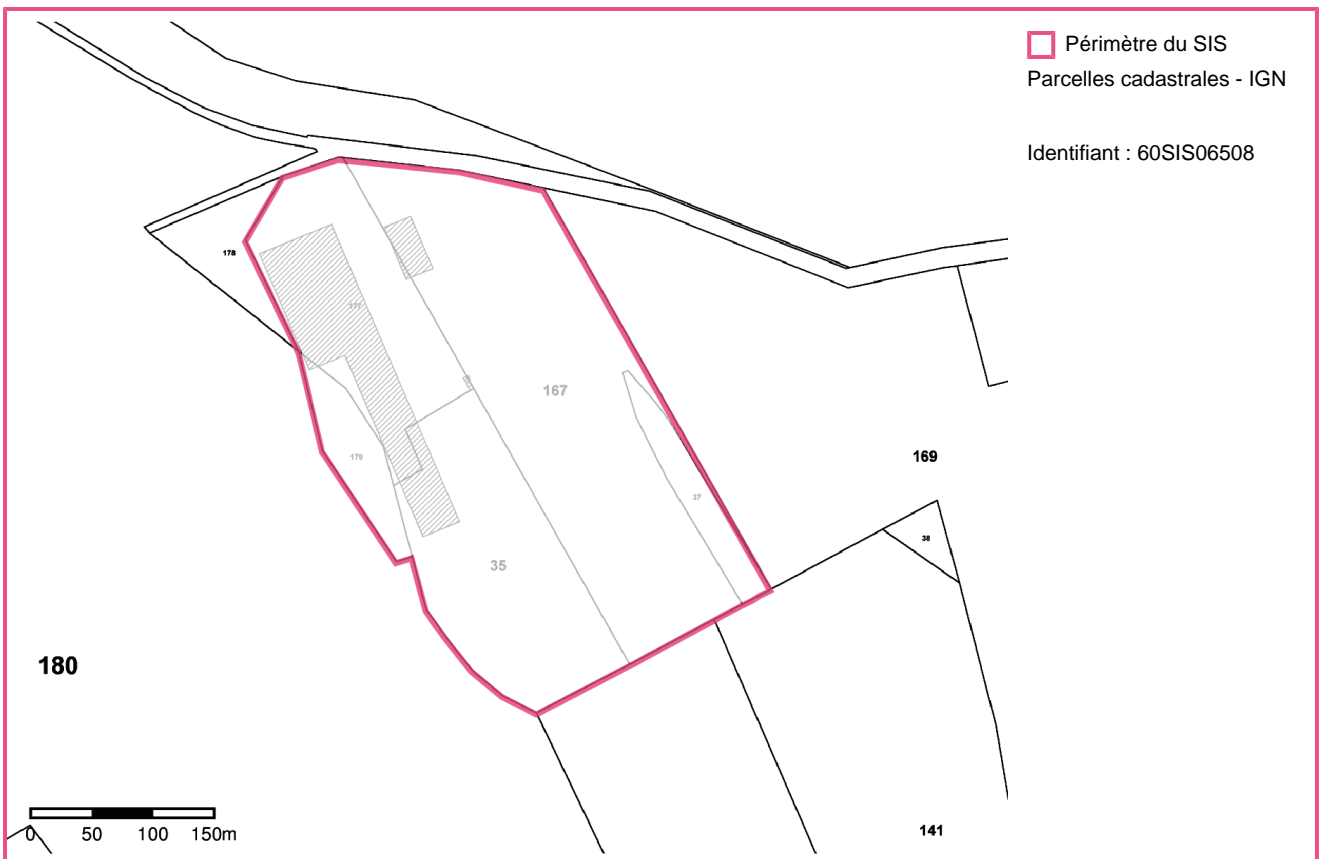 Périmètre du SIS
Parcelles cadastrales - IGN
Identifiant : 60SIS06508
178
177
167
179
169
37
38
35
180
141
0 50 100 150m